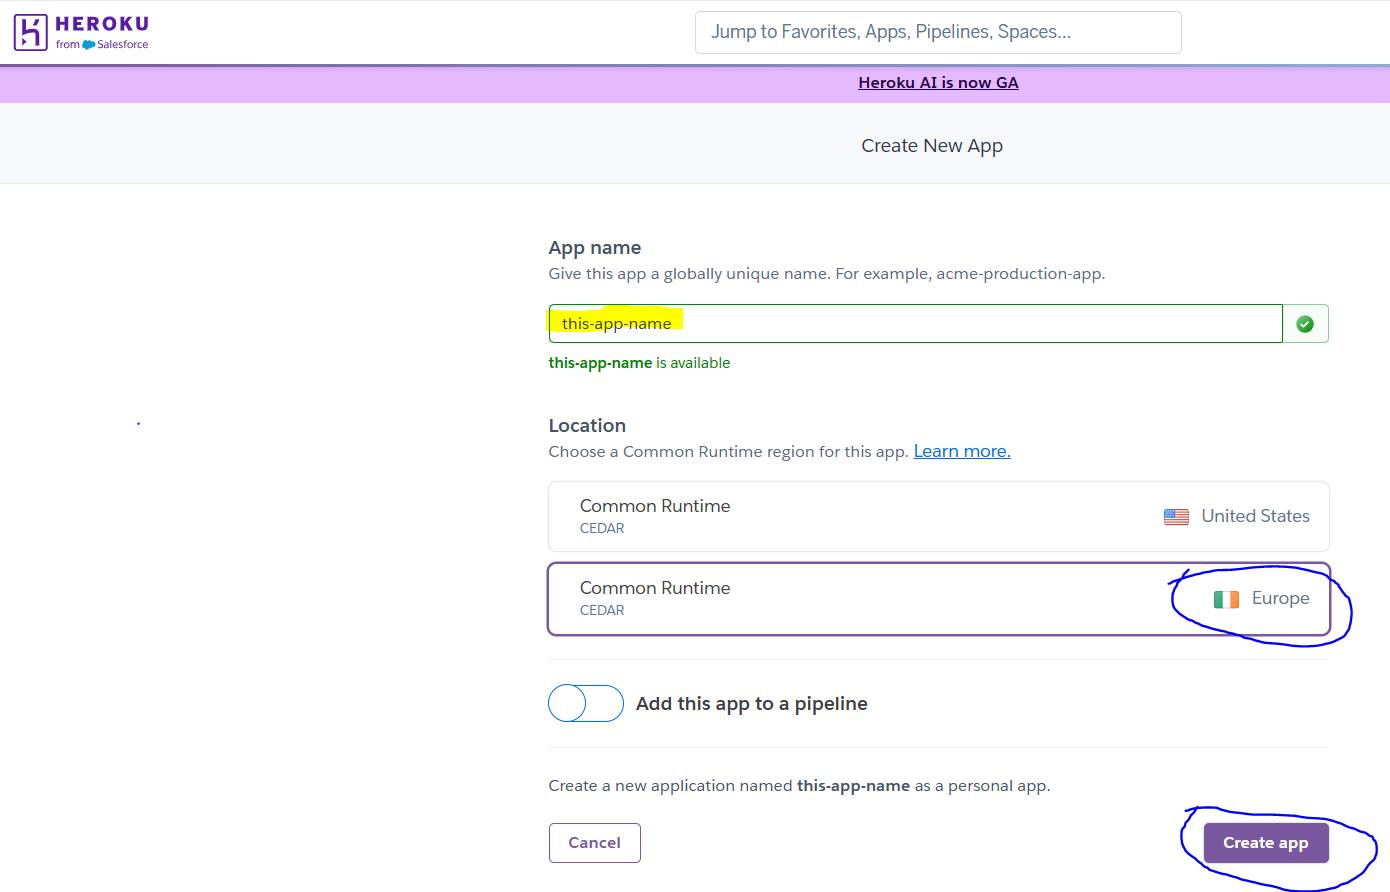 HEROKU
from Salesforce
Jump to Favorites, Apps, Pipelines, Spaces...
Heroku AI is now GA
Create New App
App name
Give this app a globally unique name. For example, acme-production-app.
this-app-name
this-app-name is available
Location
Choose a Common Runtime region for this app. Learn more.
Common Runtime
CEDAR
United States
Common Runtime
CEDAR
Europe
Add this app to a pipeline
Create a new application named this-app-name as a personal app.
Cancel
Create app